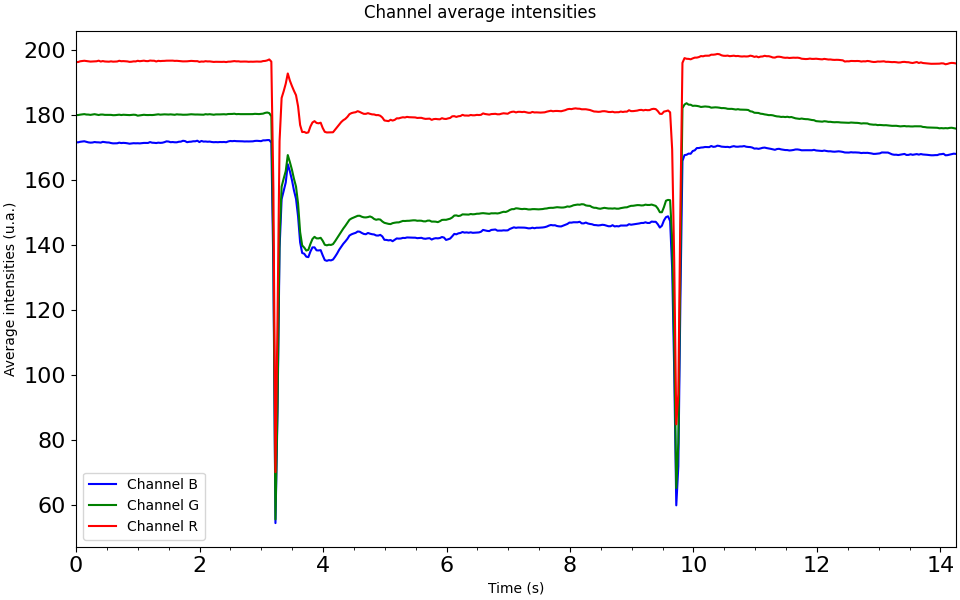 Channel average intensities
200
180
160
140
120
100
80
60
Average intensities (u.a.)
Channel B
Channel G
Channel R
0 2 4 6 8 10 12 14
Time (s)